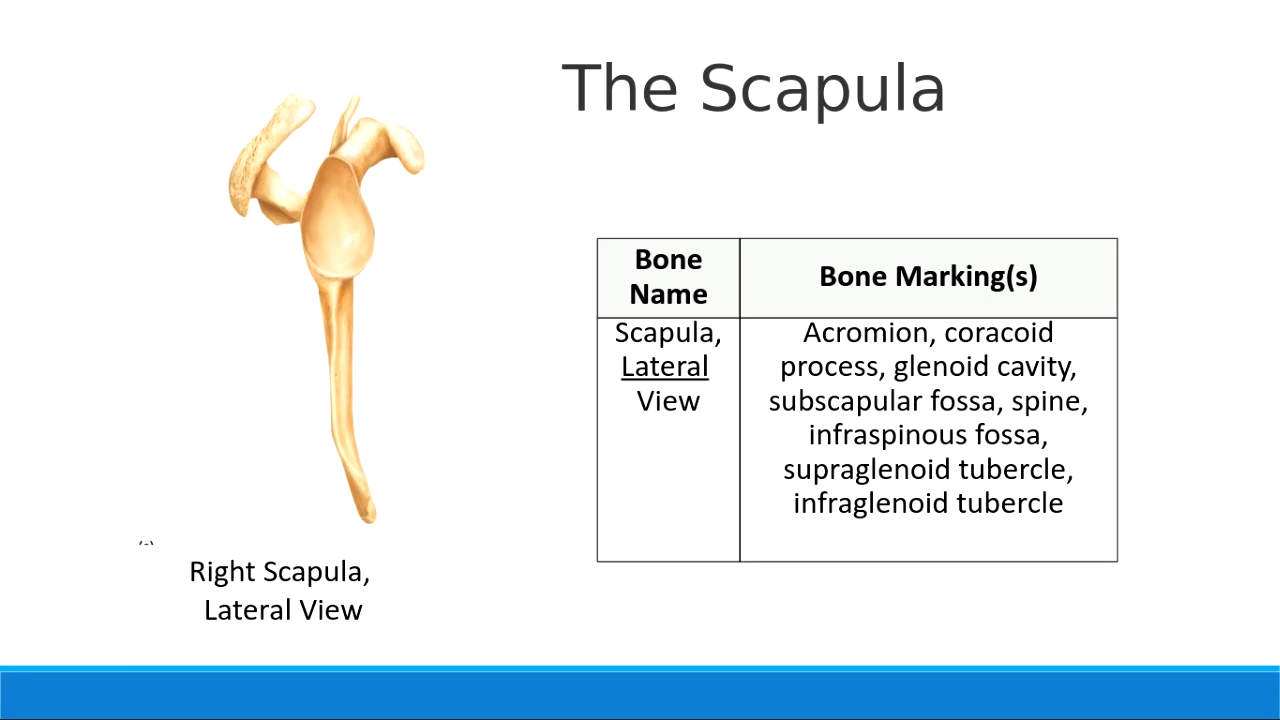 The Scapula
Bone
Name
Bone Marking(s)
Scapula,
Lateral
View
Acromion, coracoid
process, glenoid cavity,
subscapular fossa, spine,
infraspinous fossa,
supraglenoid tubercle,
infraglenoid tubercle
Right Scapula,
Lateral View